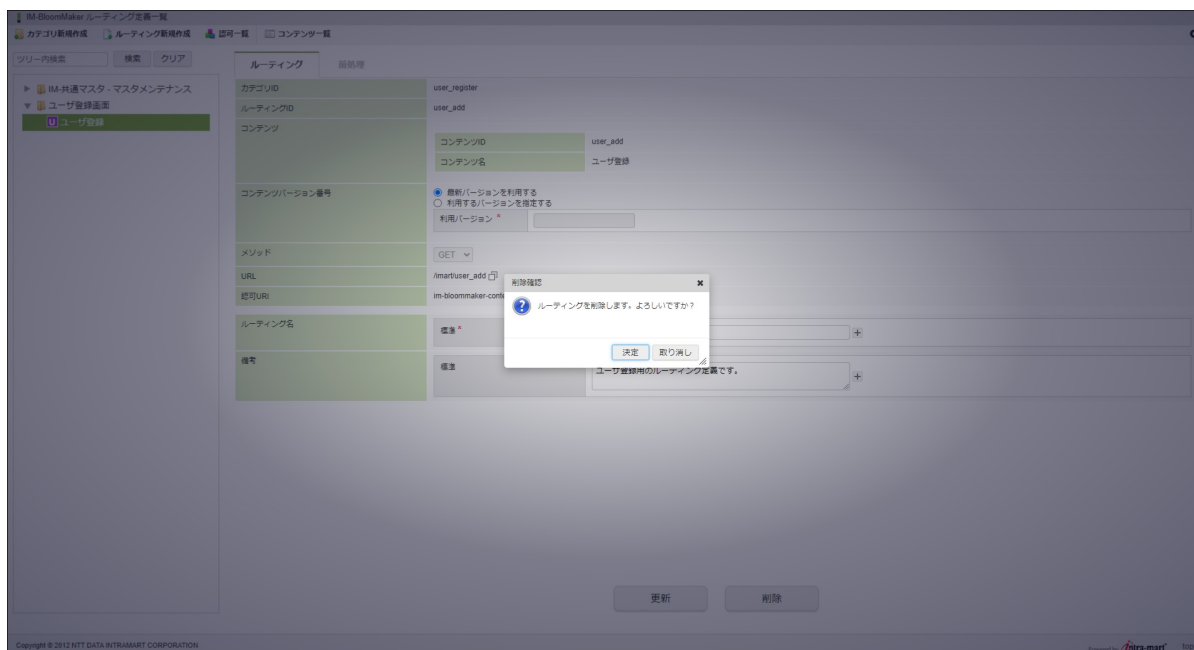 IM-BloomMaker ルーティング定義一覧
カテゴリ新規作成 ルーティング新規作成 認可一覧 コンテンツ一覧
ツリー内検索 検索 クリア
ルーティング 前処理
IM-共通マスタ - マスタメンテナンス
ユーザ登録画面
U ユーザ登録
カテゴリID user_register
ルーティングID user_add
コンテンツ
コンテンツID user_add
コンテンツ名 ユーザ登録
コンテンツバージョン番号
最新バージョンを利用する
利用するバージョンを指定する
利用バージョン *
メソッド GET
URL /imart/user_add
認可URI im-bloommaker-conte
削除確認
ルーティングを削除します。よろしいですか?
決定 取り消し
ルーティング名 標準 *
備考 標準 ユーザ登録用のルーティング定義です。
更新 削除
Copyright © 2012 NTT DATA INTRAMART CORPORATION
Powered by intra-mart top